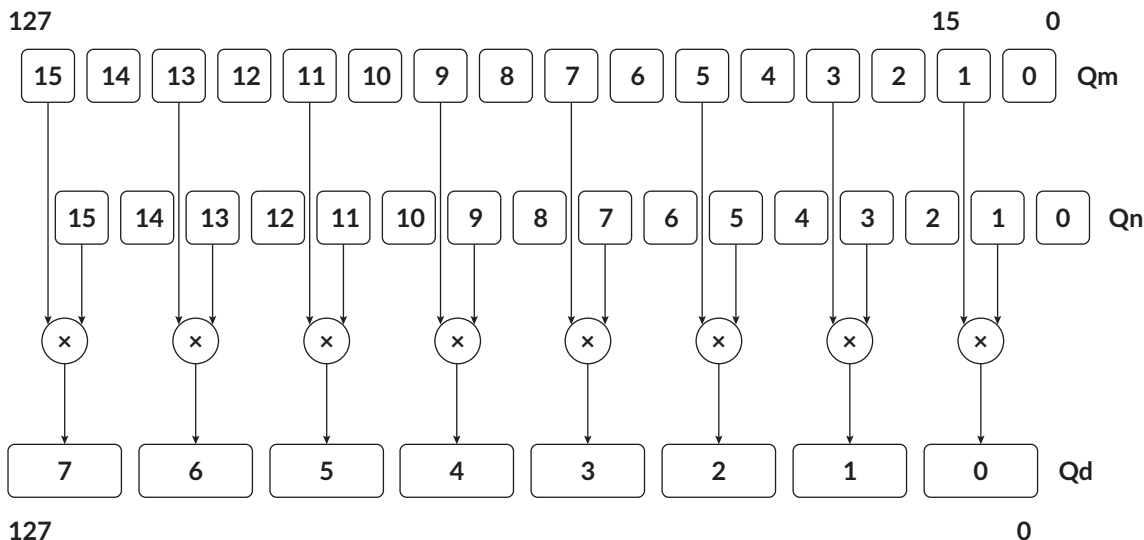 127 15 0
15 14 13 12 11 10 9 8 7 6 5 4 3 2 1 0 Qm
15 14 13 12 11 10 9 8 7 6 5 4 3 2 1 0 Qn
× × × × × × × ×
7 6 5 4 3 2 1 0 Qd
127 0